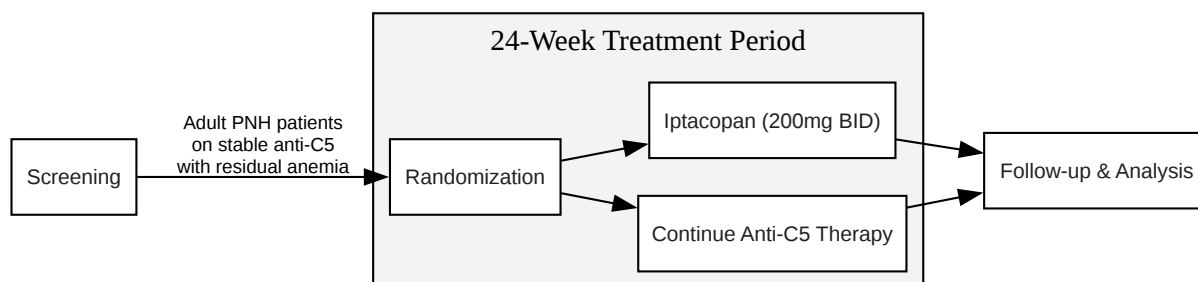 24-Week Treatment Period
Adult PNH patients
on stable anti-C5
with residual anemia
Screening
Randomization
Iptacopan (200mg BID)
Continue Anti-C5 Therapy
Follow-up & Analysis